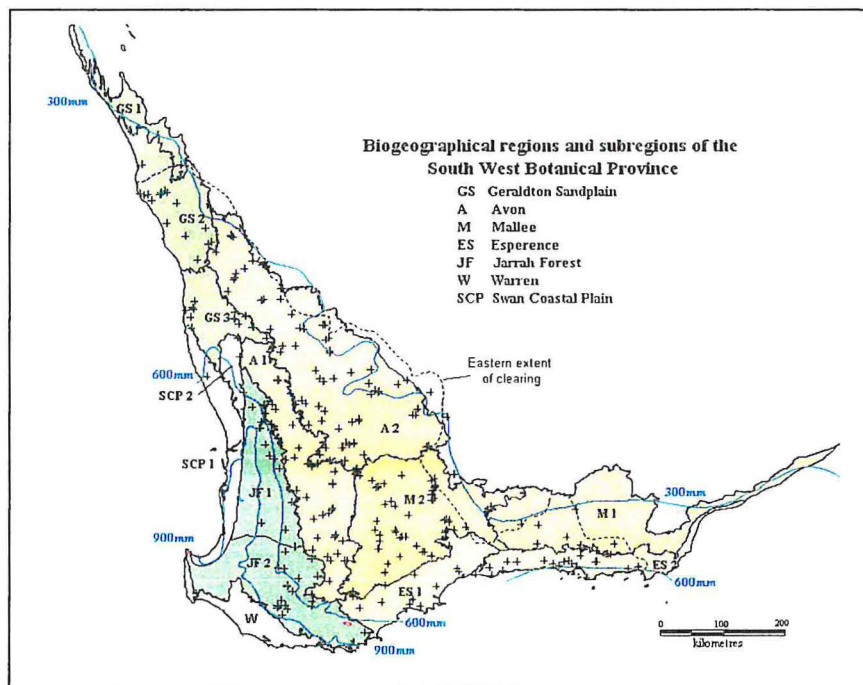 300mm
GS 1
Biogeographical regions and subregions of the
South West Botanical Province
GS Geraldton Sandplain
A Avon
M Mallee
ES Esperence
JF Jarrah Forest
W Warren
SCP Swan Coastal Plain
GS 2
GS 3
Eastern extent
of clearing
A 1
600mm
SCP 2
A 2
SCP 1
JF 1
M 2
300mm
M 1
900mm
JF 2
ES
600mm
ES 1
W
600mm
900mm
0 100 200
kilometres